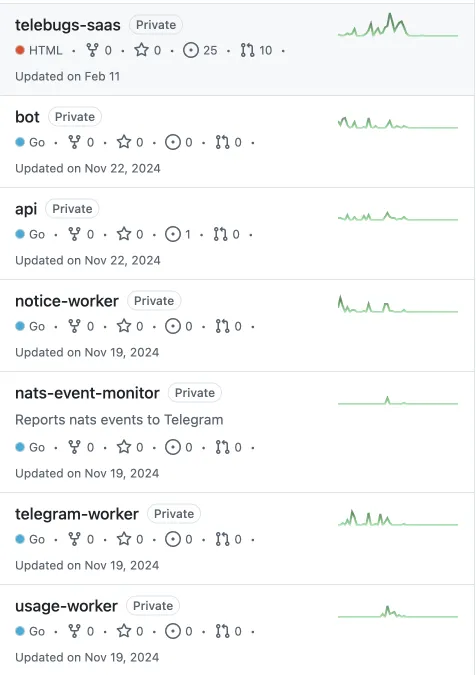 telebugs-saas Private
HTML · 0 · 0 · 25 · 10 ·
Updated on Feb 11
bot Private
Go · 0 · 0 · 0 · 0 ·
Updated on Nov 22, 2024
api Private
Go · 0 · 0 · 1 · 0 ·
Updated on Nov 22, 2024
notice-worker Private
Go · 0 · 0 · 0 · 0 ·
Updated on Nov 19, 2024
nats-event-monitor Private
Reports nats events to Telegram
Go · 0 · 0 · 0 · 0 ·
Updated on Nov 19, 2024
telegram-worker Private
Go · 0 · 0 · 0 · 0 ·
Updated on Nov 19, 2024
usage-worker Private
Go · 0 · 0 · 0 · 0 ·
Updated on Nov 19, 2024